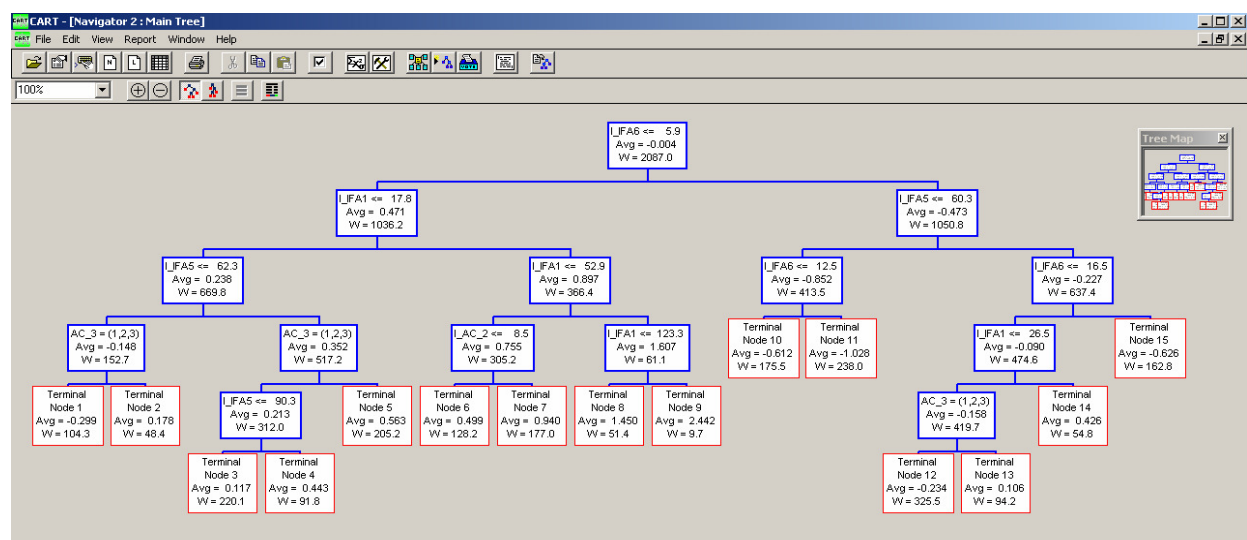 CART - [Navigator 2 : Main Tree]
File Edit View Report Window Help
100%
Tree Map
I_IFA6 <= 5.9
Avg = -0.004
W = 2087.0
I_IFA1 <= 17.8
Avg = 0.471
W = 1036.2
I_IFA5 <= 60.3
Avg = -0.473
W = 1050.8
I_IFA5 <= 62.3
Avg = 0.238
W = 669.8
I_IFA1 <= 52.9
Avg = 0.897
W = 366.4
I_IFA6 <= 12.5
Avg = -0.852
W = 413.5
I_IFA6 <= 16.5
Avg = -0.227
W = 637.4
AC_3 = (1,2,3)
Avg = -0.148
W = 152.7
AC_3 = (1,2,3)
Avg = 0.352
W = 517.2
I_AC_2 <= 8.5
Avg = 0.755
W = 305.2
I_IFA1 <= 123.3
Avg = 1.607
W = 61.1
Terminal
Node 10
Avg = -0.612
W = 175.5
Terminal
Node 11
Avg = -1.028
W = 238.0
I_IFA1 <= 26.5
Avg = -0.090
W = 474.6
Terminal
Node 15
Avg = -0.626
W = 162.8
Terminal
Node 1
Avg = -0.299
W = 104.3
Terminal
Node 2
Avg = 0.178
W = 48.4
I_IFA5 <= 90.3
Avg = 0.213
W = 312.0
Terminal
Node 5
Avg = 0.563
W = 205.2
Terminal
Node 6
Avg = 0.499
W = 128.2
Terminal
Node 7
Avg = 0.940
W = 177.0
Terminal
Node 8
Avg = 1.450
W = 51.4
Terminal
Node 9
Avg = 2.442
W = 9.7
AC_3 = (1,2,3)
Avg = -0.158
W = 419.7
Terminal
Node 14
Avg = 0.426
W = 54.8
Terminal
Node 3
Avg = 0.117
W = 220.1
Terminal
Node 4
Avg = 0.443
W = 91.8
Terminal
Node 12
Avg = -0.234
W = 325.5
Terminal
Node 13
Avg = 0.106
W = 94.2